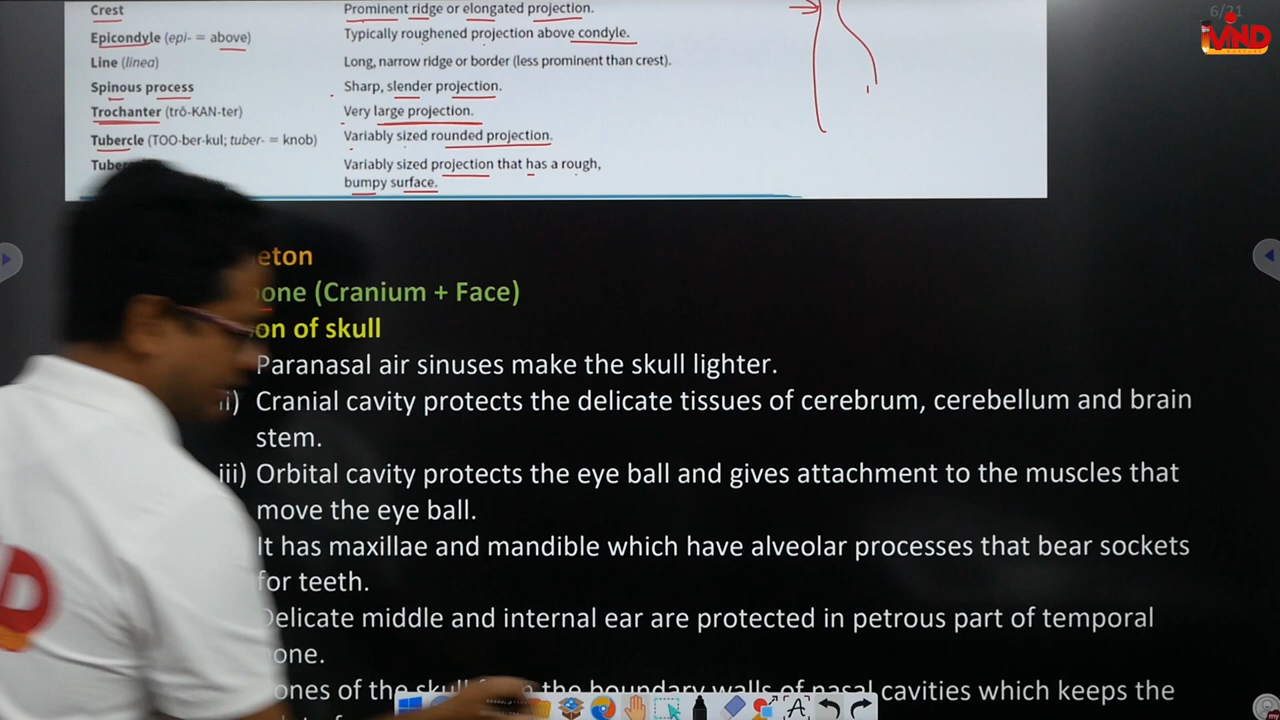 6/21
MIND
Crest Prominent ridge or elongated projection.
Epicondyle (epi- = above) Typically roughened projection above condyle.
Line (linea) Long, narrow ridge or border (less prominent than crest).
Spinous process Sharp, slender projection.
Trochanter (trō-KAN-ter) Very large projection.
Tubercle (TOO-ber-kul; tuber- = knob) Variably sized rounded projection.
Variably sized projection that has a rough,
bumpy surface.
eton
one (Cranium + Face)
on of skull
Paranasal air sinuses make the skull lighter.
ii) Cranial cavity protects the delicate tissues of cerebrum, cerebellum and brain
stem.
iii) Orbital cavity protects the eye ball and gives attachment to the muscles that
move the eye ball.
It has maxillae and mandible which have alveolar processes that bear sockets
for teeth.
Delicate middle and internal ear are protected in petrous part of temporal
one.
ones of the skull the boundary walls of nasal cavities which keeps the